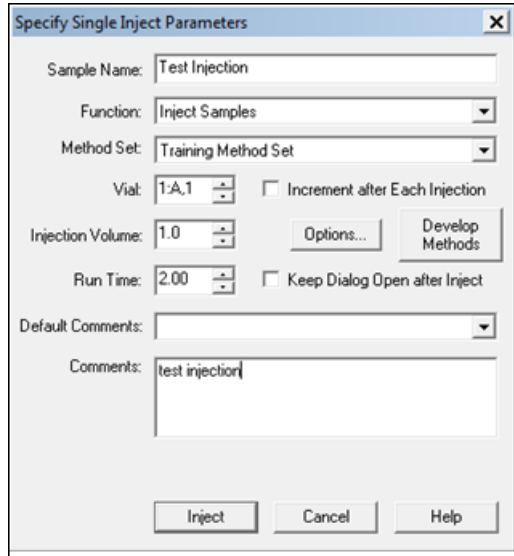 Specify Single Inject Parameters
Sample Name: Test Injection
Function: Inject Samples
Method Set: Training Method Set
Vial: 1:A,1 Increment after Each Injection
Injection Volume: 1.0 Options... Develop Methods
Run Time: 2.00 Keep Dialog Open after Inject
Default Comments:
Comments: test injection
Inject Cancel Help